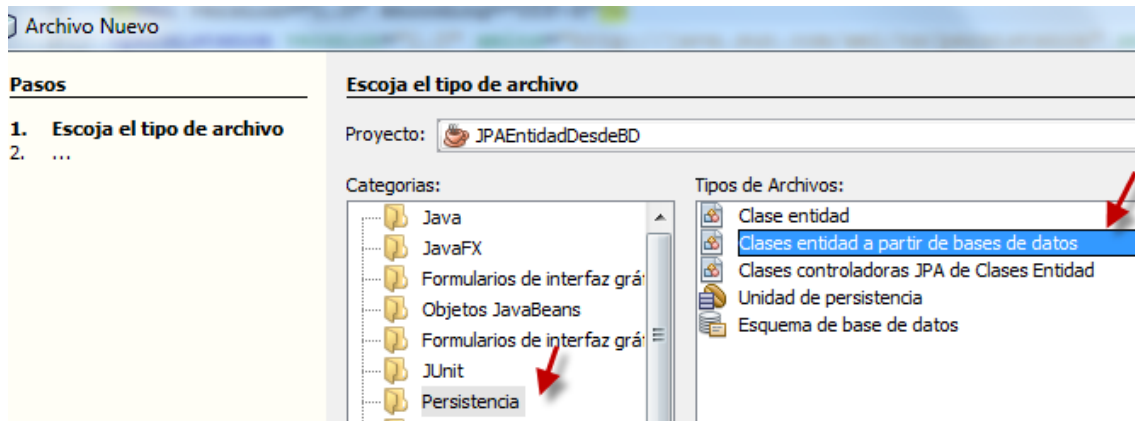 Archivo Nuevo
Pasos
1. Escoja el tipo de archivo
2. ...
Escoja el tipo de archivo
Proyecto: JPAEntidadDesdeBD
Categorias:
Java
JavaFX
Formularios de interfaz grá
Objetos JavaBeans
Formularios de interfaz grá
JUnit
Persistencia
Tipos de Archivos:
Clase entidad
Clases entidad a partir de bases de datos
Clases controladoras JPA de Clases Entidad
Unidad de persistencia
Esquema de base de datos